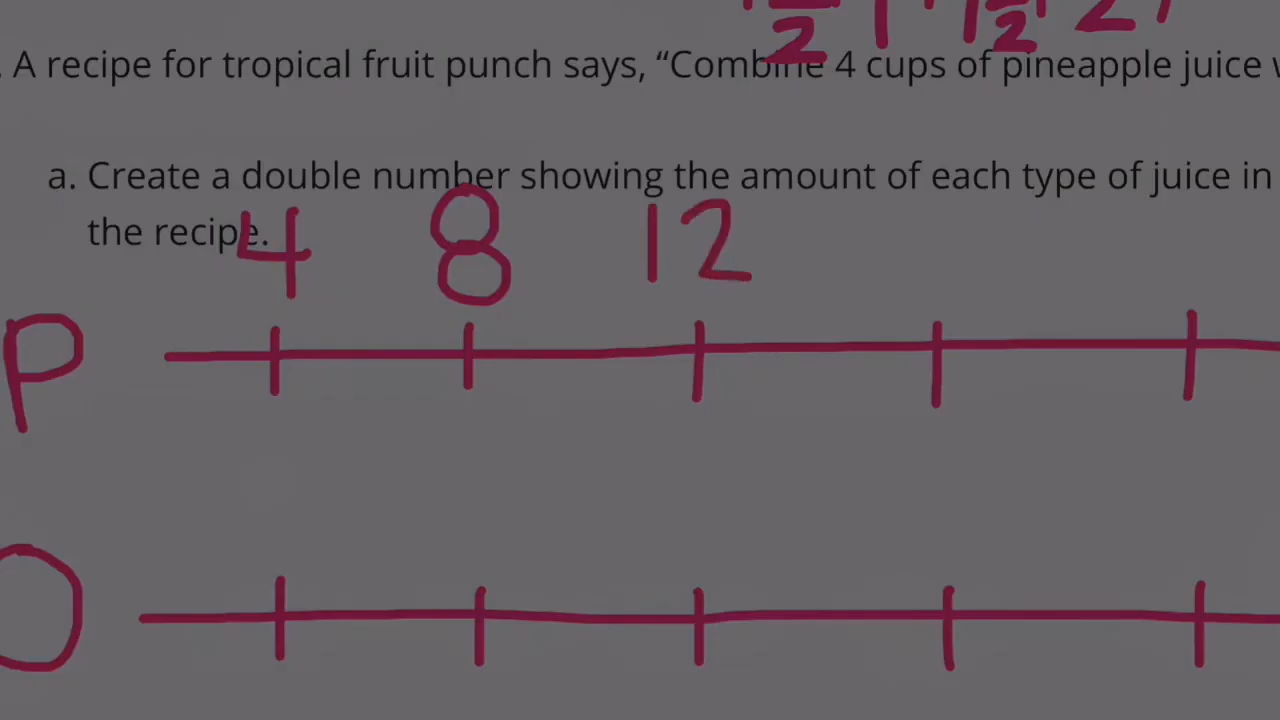 A recipe for tropical fruit punch says, “Combine 4 cups of pineapple juice
a. Create a double number showing the amount of each type of juice in
the recipe.
4 8 12
P
O